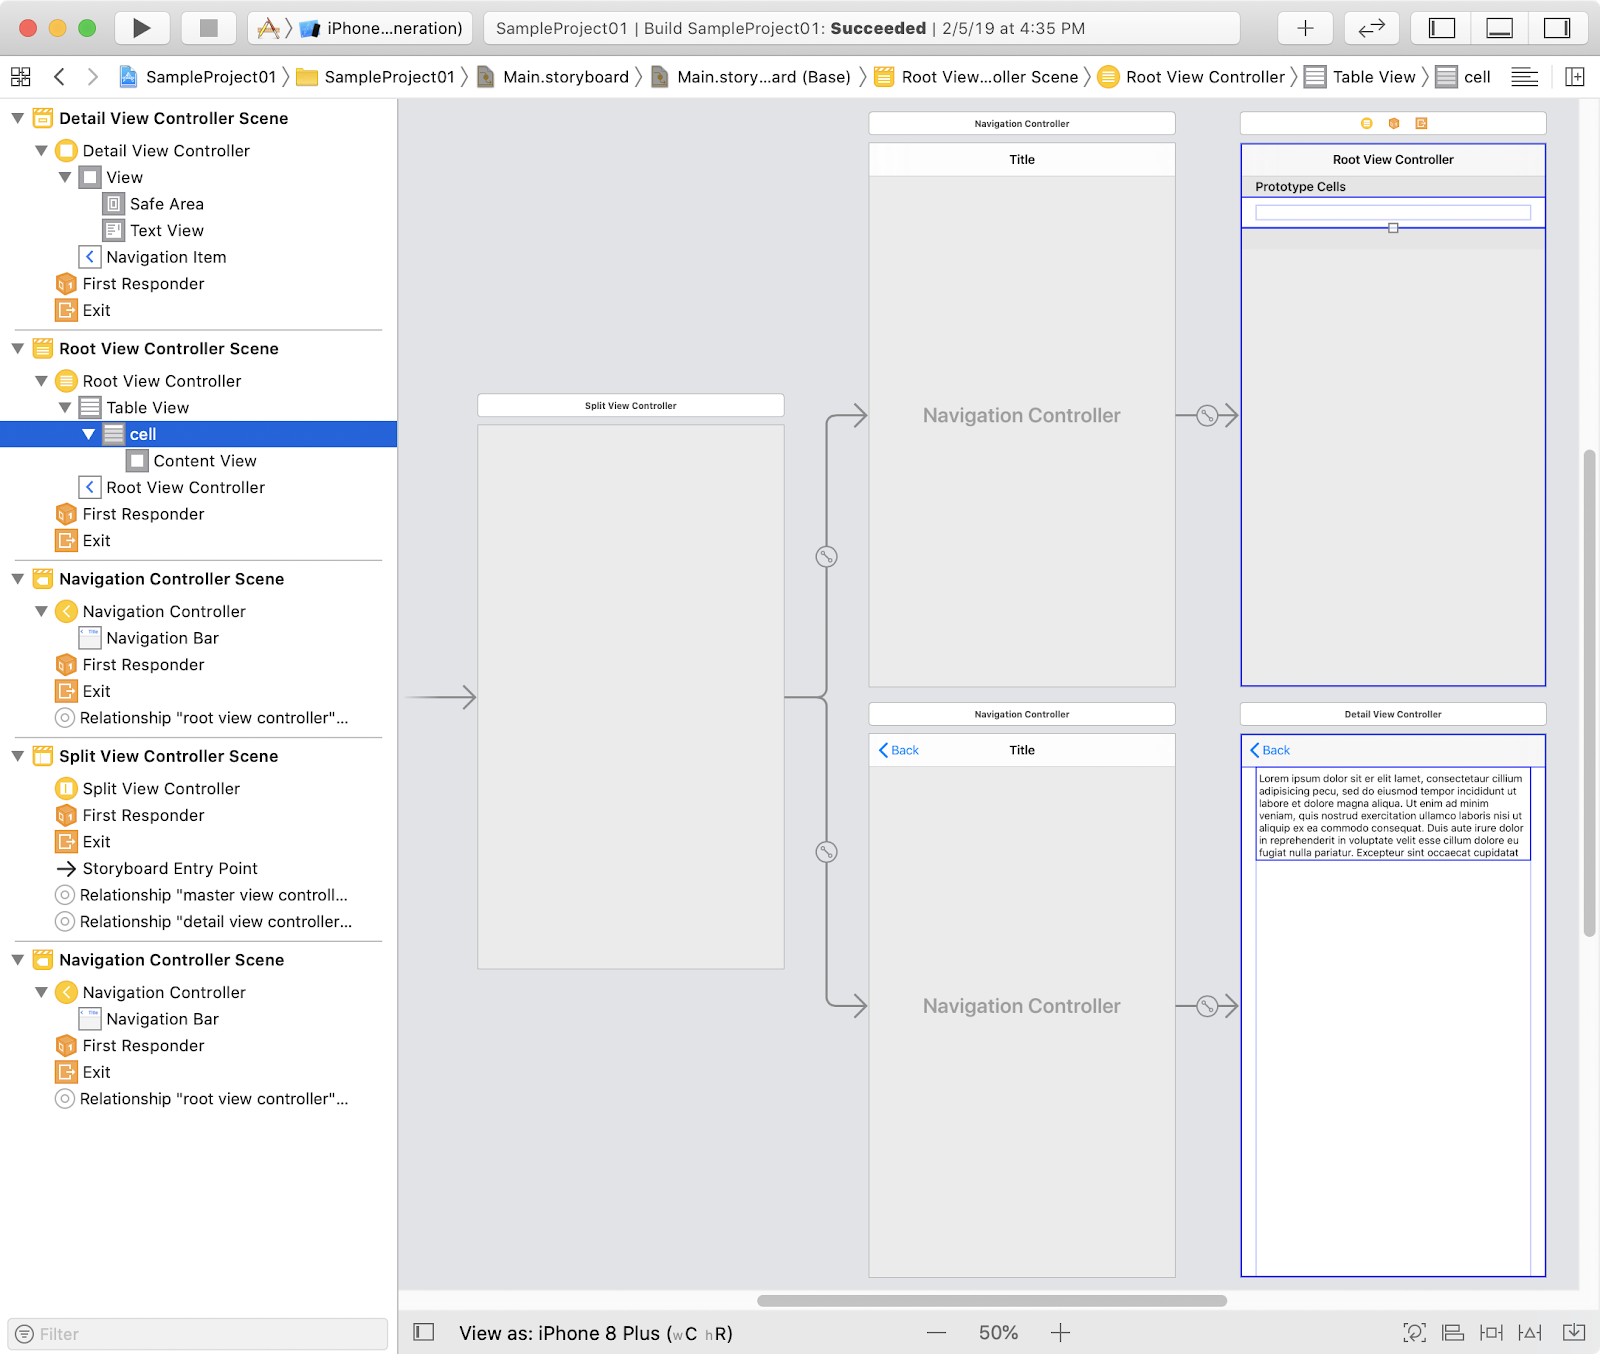 iPhone...neration)
SampleProject01 | Build SampleProject01: Succeeded | 2/5/19 at 4:35 PM
SampleProject01
SampleProject01
Main.storyboard
Main.story...ard (Base)
Root View...oller Scene
Root View Controller
Table View
cell
Detail View Controller Scene
Detail View Controller
View
Safe Area
Text View
Navigation Item
First Responder
Exit
Root View Controller Scene
Root View Controller
Table View
cell
Content View
Root View Controller
First Responder
Exit
Navigation Controller Scene
Navigation Controller
Navigation Bar
First Responder
Exit
Relationship "root view controller"...
Split View Controller Scene
Split View Controller
First Responder
Exit
Storyboard Entry Point
Relationship "master view controll...
Relationship "detail view controller...
Navigation Controller Scene
Navigation Controller
Navigation Bar
First Responder
Exit
Relationship "root view controller"...
Filter
Split View Controller
Navigation Controller
Title
Navigation Controller
Root View Controller
Prototype Cells
Navigation Controller
Back
Title
Navigation Controller
Detail View Controller
Back
Lorem ipsum dolor sit er elit lamet, consectetaur cillium
adipisicing pecu, sed do eiusmod tempor incididunt ut
labore et dolore magna aliqua. Ut enim ad minim
veniam, quis nostrud exercitation ullamco laboris nisi ut
aliquip ex ea commodo consequat. Duis aute irure dolor
in reprehenderit in voluptate velit esse cillum dolore eu
fugiat nulla pariatur. Excepteur sint occaecat cupidatat
View as: iPhone 8 Plus (wC hR)
50%